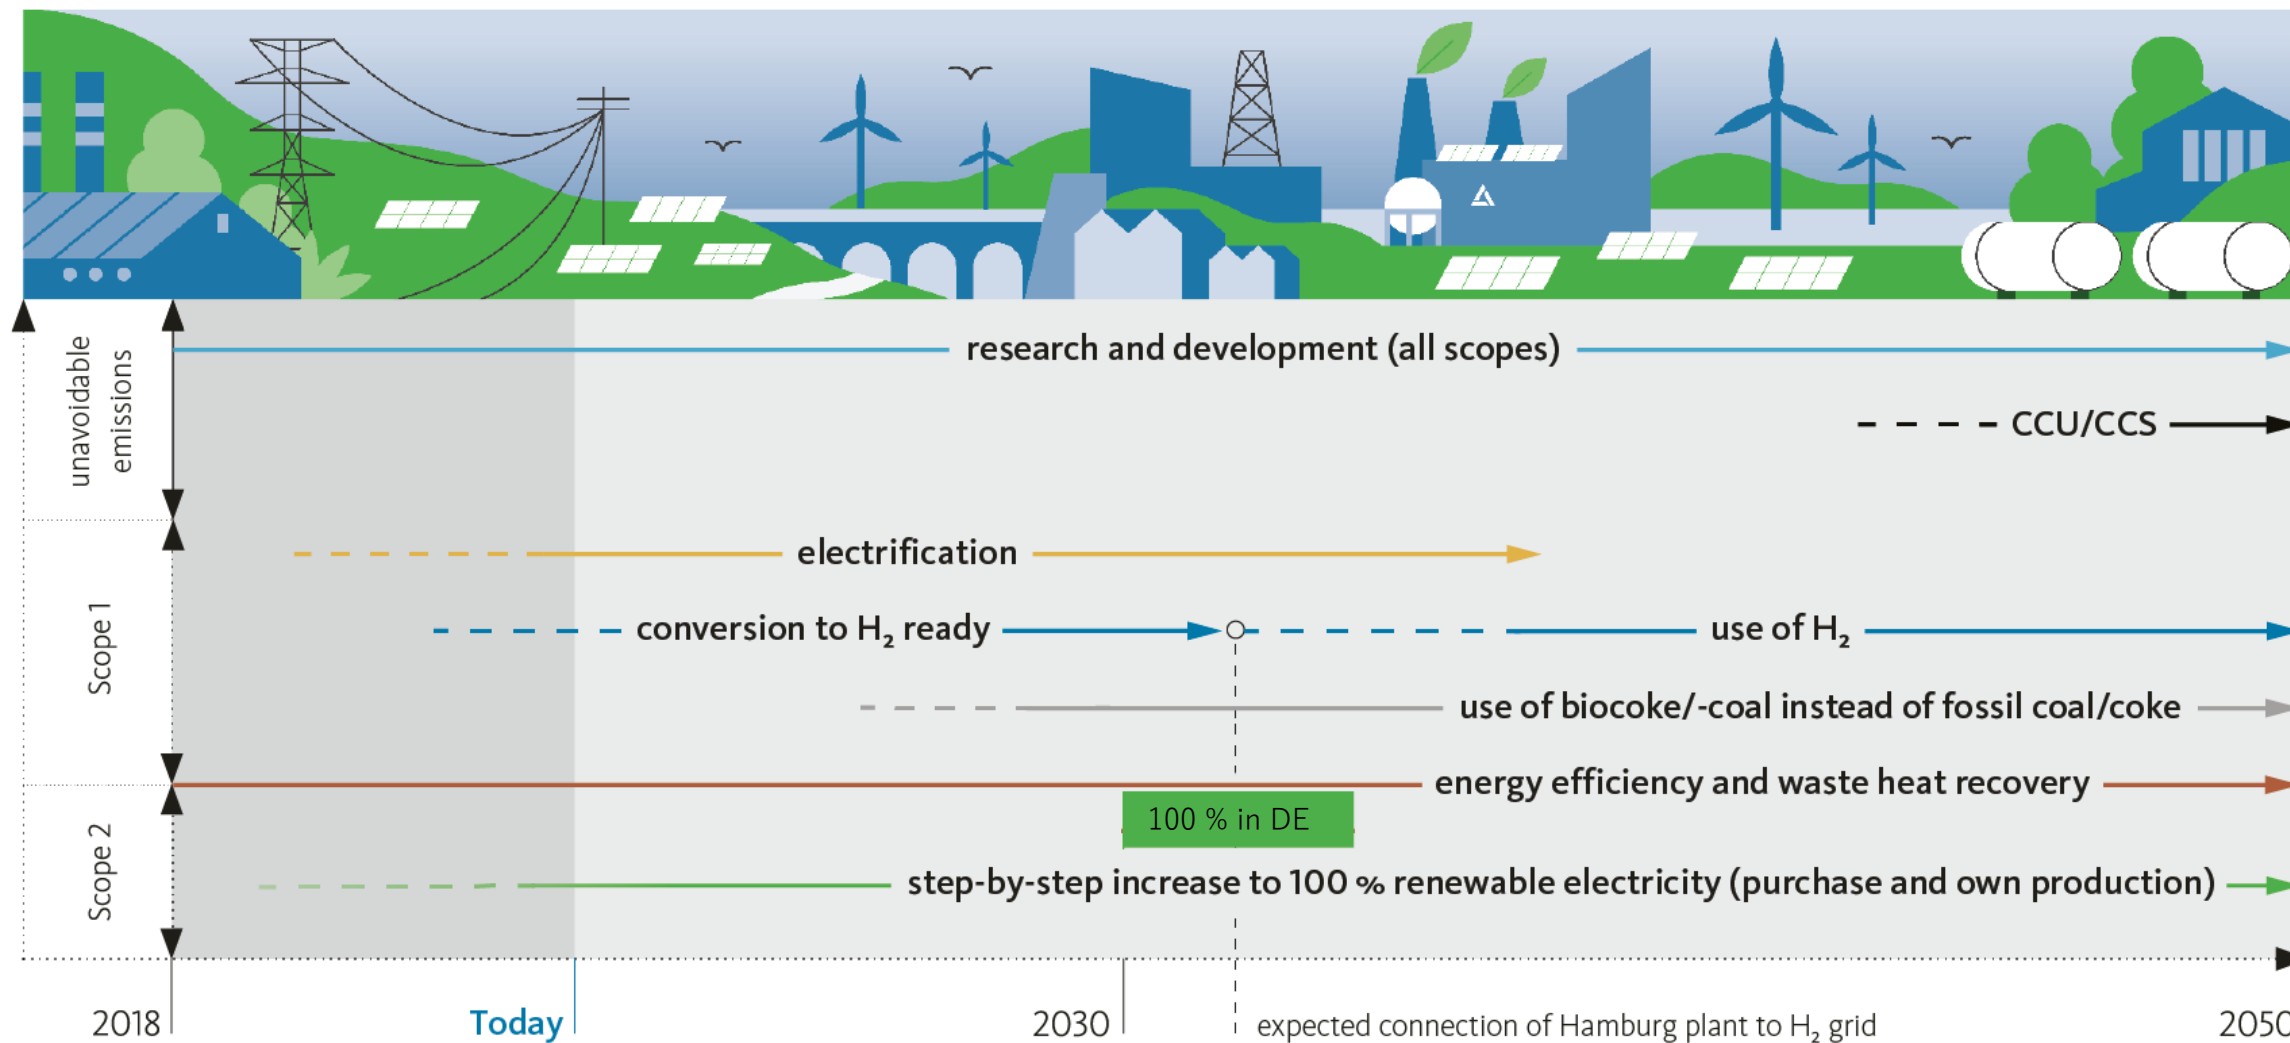 unavoidable
emissions
research and development (all scopes)
CCU/CCS
Scope 1
electrification
conversion to H₂ ready
use of H₂
use of biocoke/-coal instead of fossil coal/coke
energy efficiency and waste heat recovery
Scope 2
100 % in DE
step-by-step increase to 100 % renewable electricity (purchase and own production)
2018
Today
2030
expected connection of Hamburg plant to H₂ grid
2050